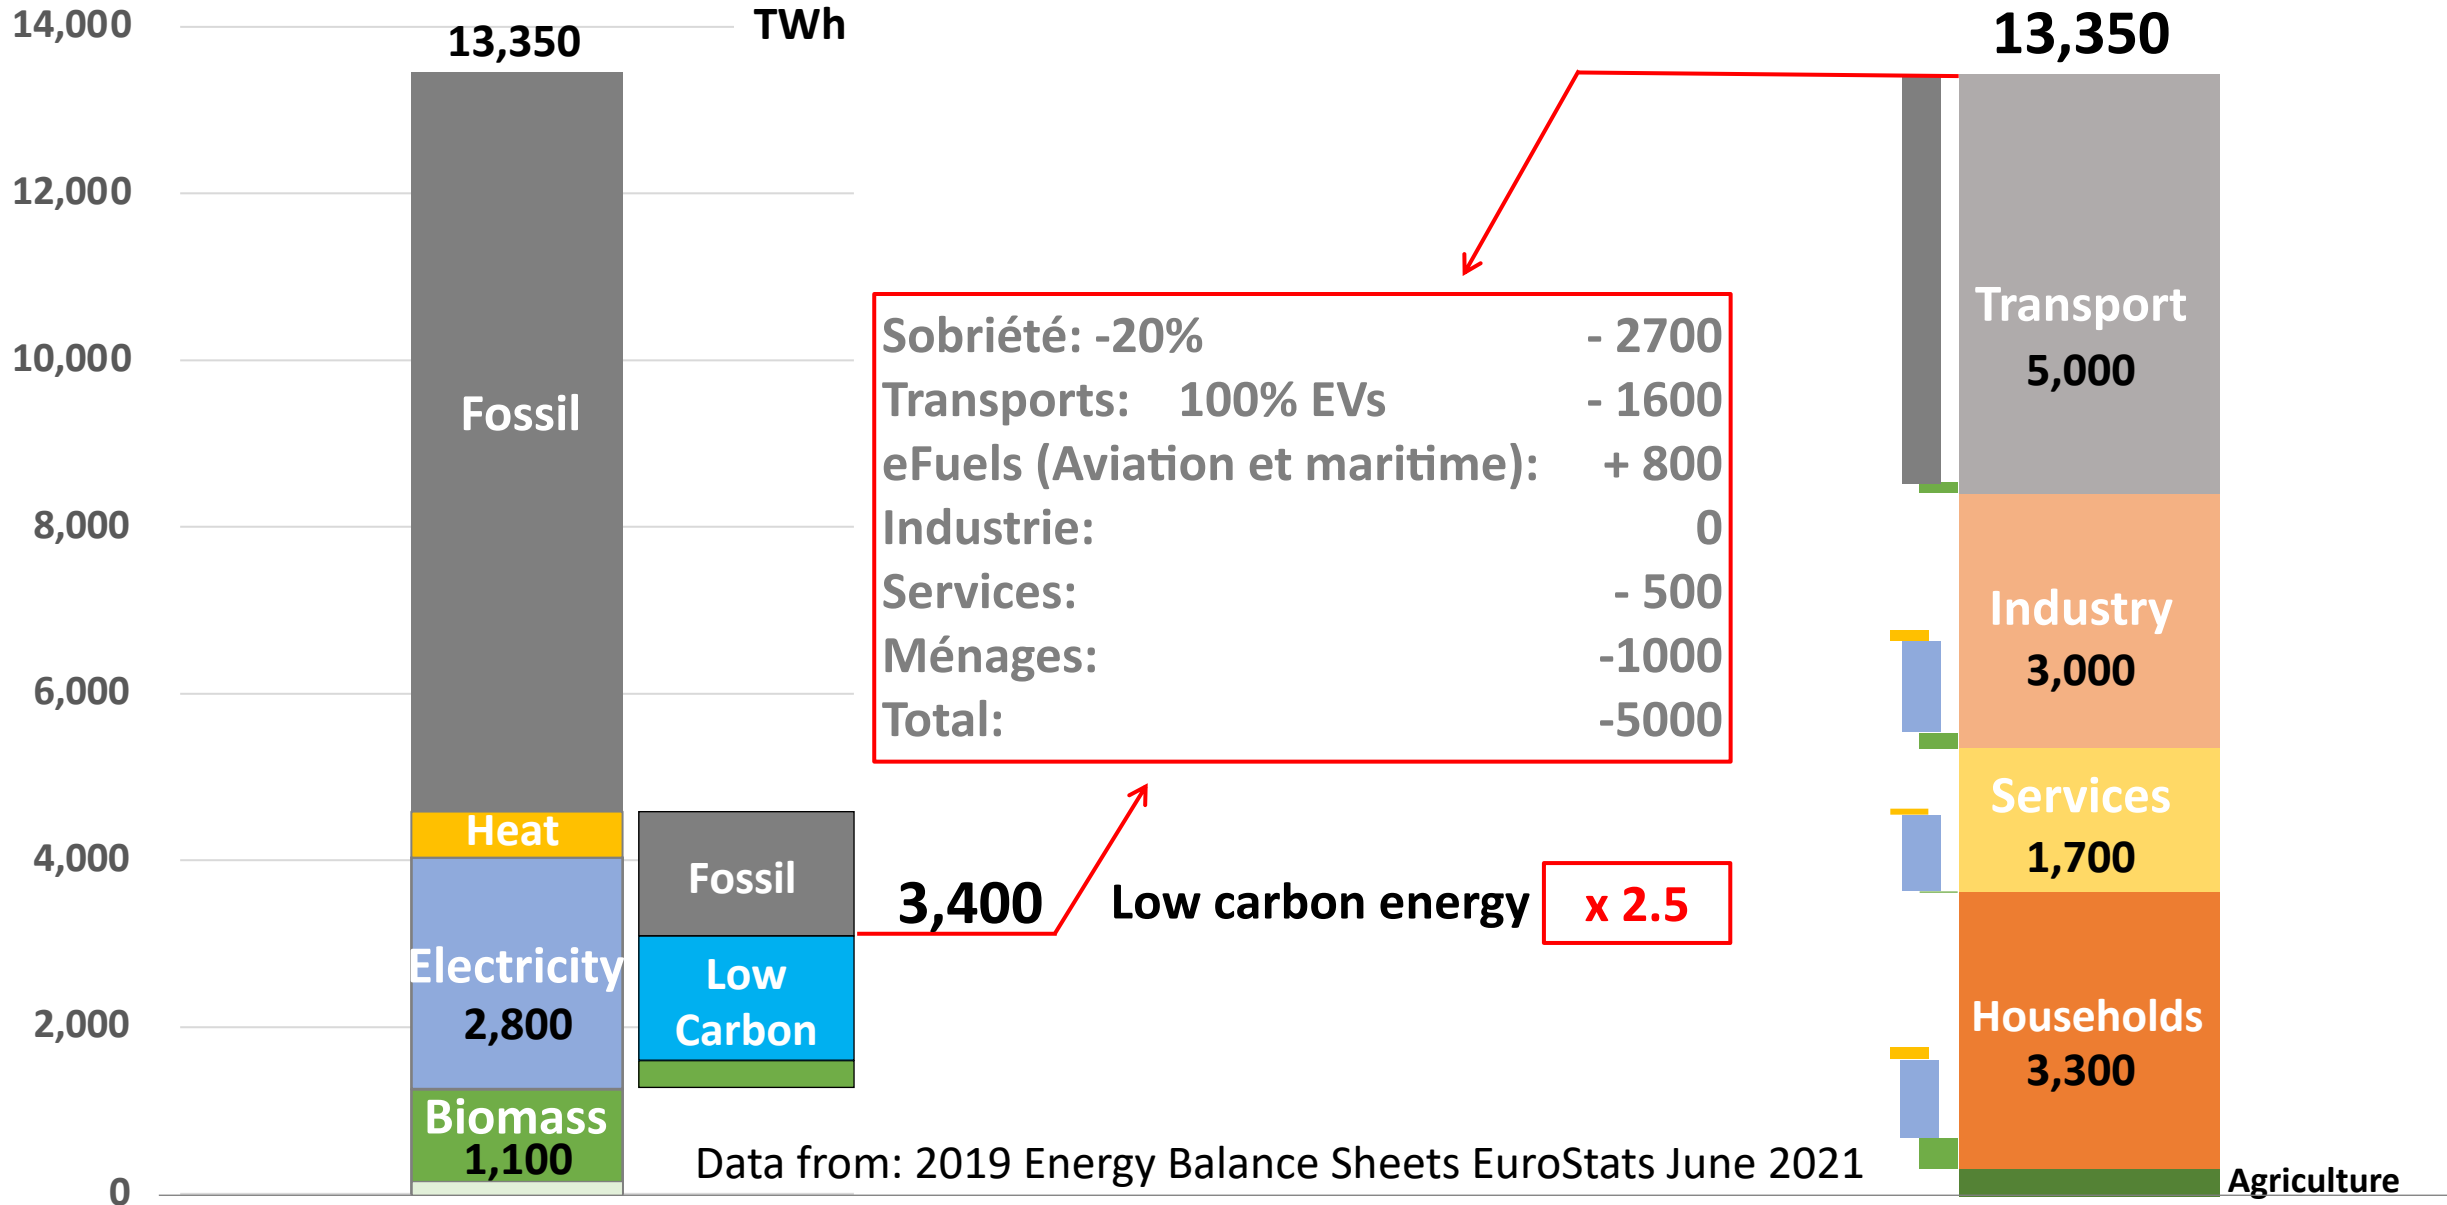 14,000
12,000
10,000
8,000
6,000
4,000
2,000
0
TWh
13,350
Fossil
Heat
Electricity
2,800
Biomass
1,100
Fossil
Low
Carbon
3,400 Low carbon energy x 2.5
Sobriété: -20% - 2700
Transports: 100% EVs - 1600
eFuels (Aviation et maritime): + 800
Industrie: 0
Services: - 500
Ménages: -1000
Total: -5000
13,350
Transport
5,000
Industry
3,000
Services
1,700
Households
3,300
Agriculture
Data from: 2019 Energy Balance Sheets EuroStats June 2021